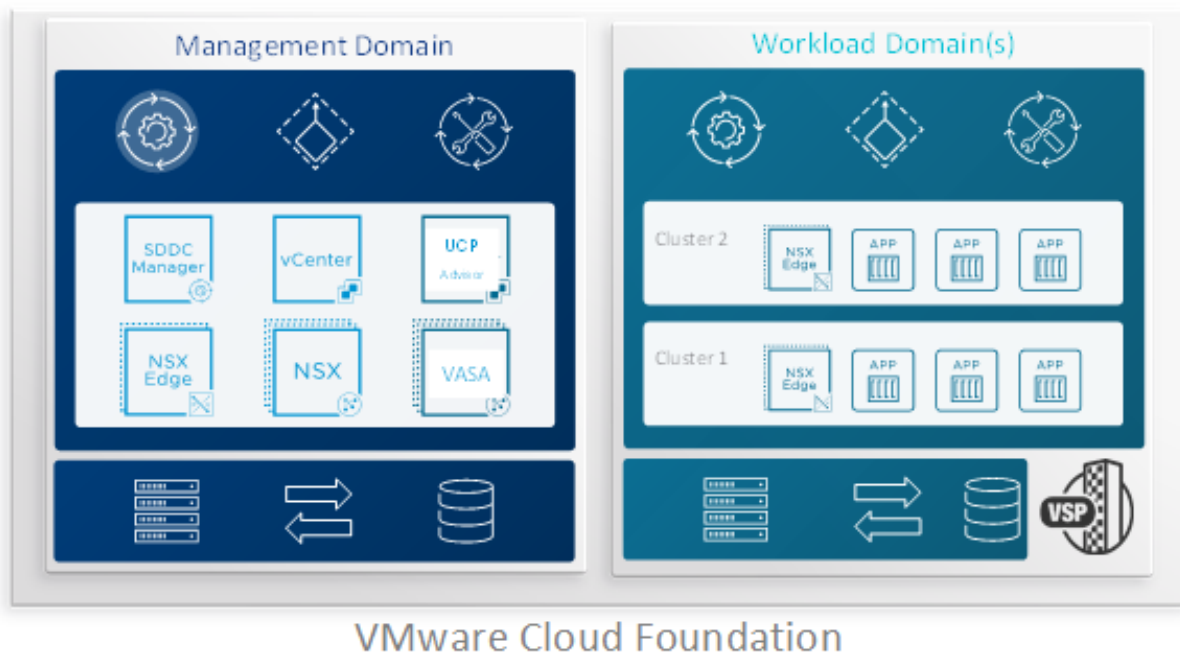 Management Domain
Workload Domain(s)
SDDC
Manager
vCenter
UCP
Advisor
NSX
Edge
NSX
VASA
Cluster 2
NSX
Edge
APP
APP
APP
Cluster 1
NSX
Edge
APP
APP
APP
VSP
VMware Cloud Foundation